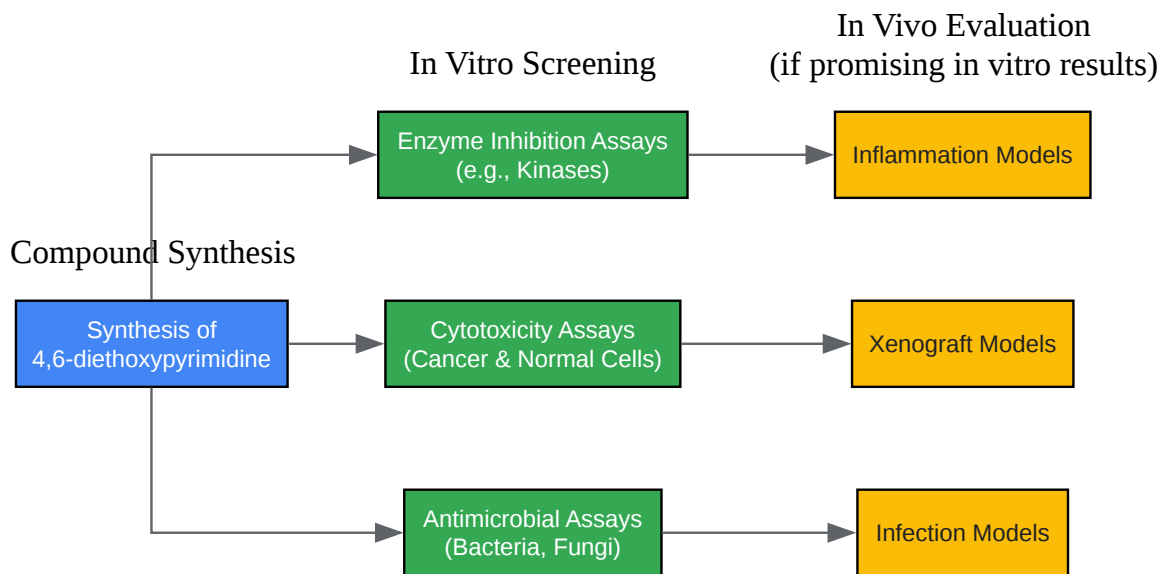 In Vivo Evaluation
(if promising in vitro results)
In Vitro Screening
Enzyme Inhibition Assays
(e.g., Kinases)
Inflammation Models
Compound Synthesis
Synthesis of
4,6-diethoxypyrimidine
Cytotoxicity Assays
(Cancer & Normal Cells)
Xenograft Models
Antimicrobial Assays
(Bacteria, Fungi)
Infection Models